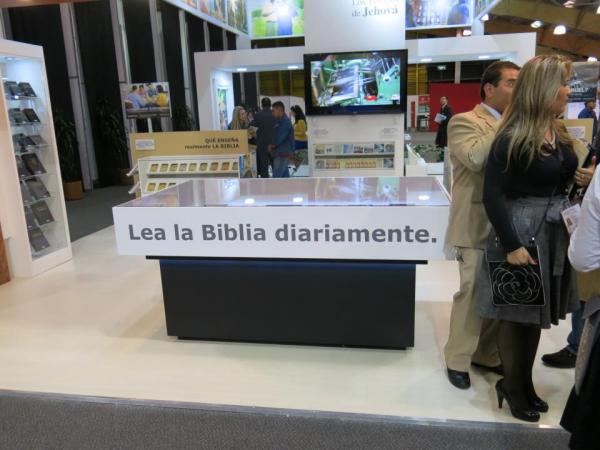 de Jehová
QUÉ ENSEÑA
realmente LA BIBLIA
Lea la Biblia diariamente.